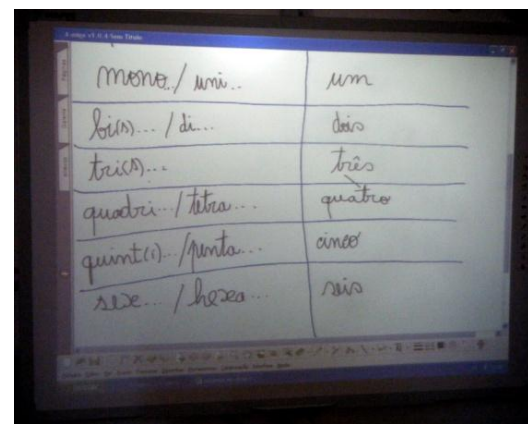 mono.. / uni.. um
bi(s)... / di... dois
tri(s)... três
quadri... / tetra... quatro
quint(i)... / penta... cinco
sexe... / hexa... seis